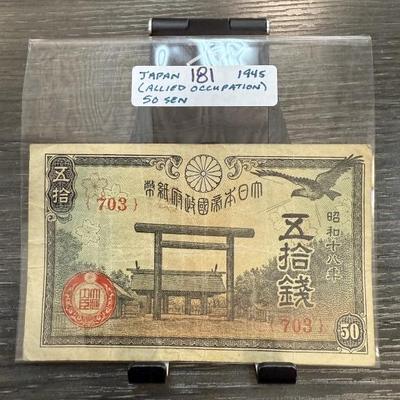 JAPAN 181 1945
(ALLIED OCCUPATION)
50 SEN
大日本帝國政府紙幣
五拾
{703}
昭和十八年
五拾錢
{703}
50